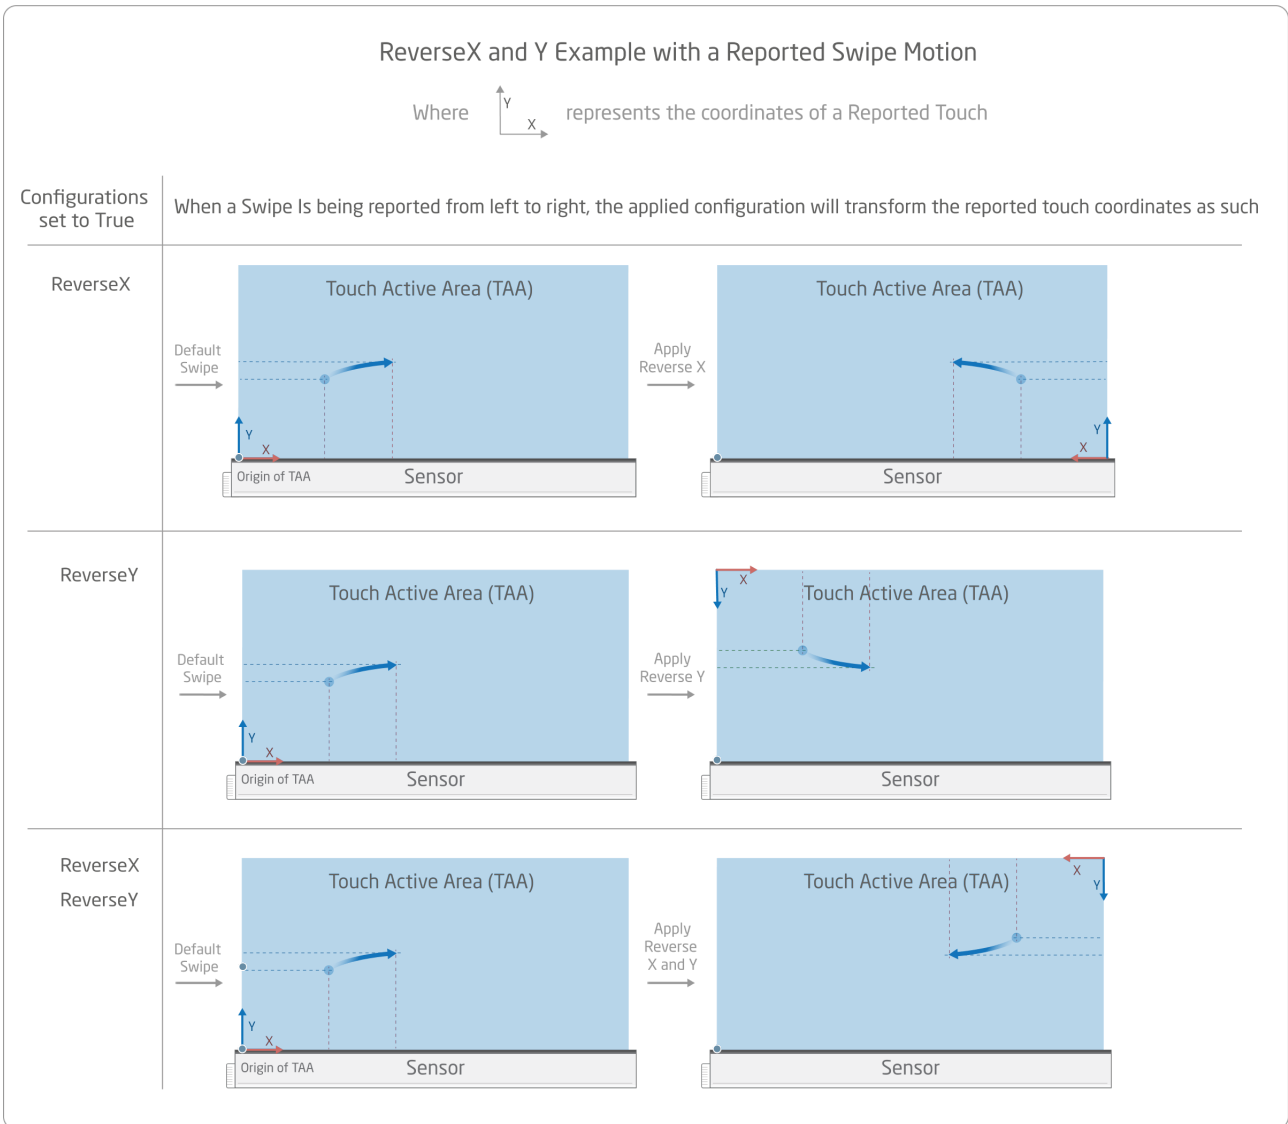 ReverseX and Y Example with a Reported Swipe Motion
Where Y X represents the coordinates of a Reported Touch
Configurations
set to True
When a Swipe Is being reported from left to right, the applied configuration will transform the reported touch coordinates as such
ReverseX
Touch Active Area (TAA)
Default
Swipe
Y
X
Origin of TAA
Sensor
Apply
Reverse X
Touch Active Area (TAA)
Y
X
Sensor
ReverseY
Touch Active Area (TAA)
Default
Swipe
Y
X
Origin of TAA
Sensor
Apply
Reverse Y
X
Y
Touch Active Area (TAA)
Sensor
ReverseX
ReverseY
Touch Active Area (TAA)
Default
Swipe
Y
X
Origin of TAA
Sensor
Apply
Reverse
X and Y
Touch Active Area (TAA)
X
Y
Sensor